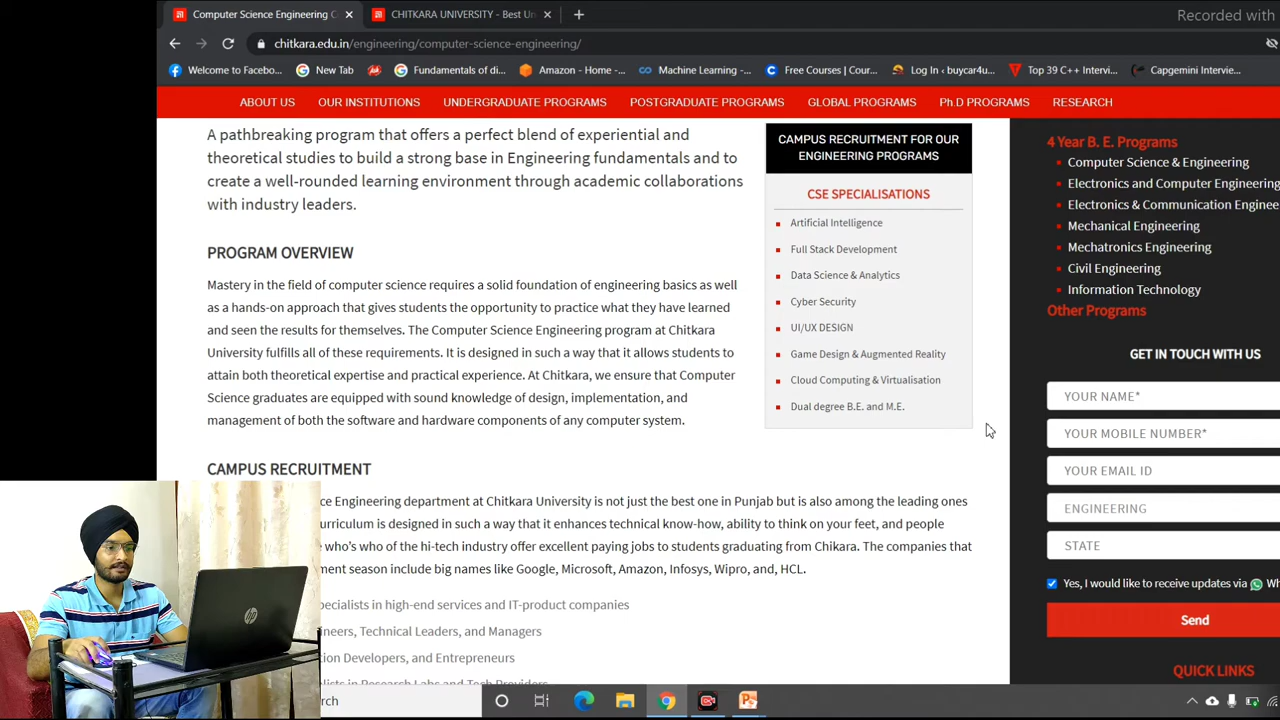 Computer Science Engineering C
CHITKARA UNIVERSITY - Best Un
Recorded with
chitkara.edu.in/engineering/computer-science-engineering/
Welcome to Facebo...
New Tab
Fundamentals of di...
Amazon - Home -...
Machine Learning -...
Free Courses | Cour...
Log In ‹ buycar4u...
Top 39 C++ Intervi...
Capgemini Intervie...
ABOUT US
OUR INSTITUTIONS
UNDERGRADUATE PROGRAMS
POSTGRADUATE PROGRAMS
GLOBAL PROGRAMS
Ph.D PROGRAMS
RESEARCH
A pathbreaking program that offers a perfect blend of experiential and
theoretical studies to build a strong base in Engineering fundamentals and to
create a well-rounded learning environment through academic collaborations
with industry leaders.
PROGRAM OVERVIEW
Mastery in the field of computer science requires a solid foundation of engineering basics as well
as a hands-on approach that gives students the opportunity to practice what they have learned
and seen the results for themselves. The Computer Science Engineering program at Chitkara
University fulfills all of these requirements. It is designed in such a way that it allows students to
attain both theoretical expertise and practical experience. At Chitkara, we ensure that Computer
Science graduates are equipped with sound knowledge of design, implementation, and
management of both the software and hardware components of any computer system.
CAMPUS RECRUITMENT
ce Engineering department at Chitkara University is not just the best one in Punjab but is also among the leading ones
urriculum is designed in such a way that it enhances technical know-how, ability to think on your feet, and people
who's who of the hi-tech industry offer excellent paying jobs to students graduating from Chikara. The companies that
ment season include big names like Google, Microsoft, Amazon, Infosys, Wipro, and, HCL.
pecialists in high-end services and IT-product companies
ineers, Technical Leaders, and Managers
tion Developers, and Entrepreneurs
alists in Research Labs and Tech Providers
CAMPUS RECRUITMENT FOR OUR
ENGINEERING PROGRAMS
CSE SPECIALISATIONS
Artificial Intelligence
Full Stack Development
Data Science & Analytics
Cyber Security
UI/UX DESIGN
Game Design & Augmented Reality
Cloud Computing & Virtualisation
Dual degree B.E. and M.E.
4 Year B. E. Programs
Computer Science & Engineering
Electronics and Computer Engineering
Electronics & Communication Enginee
Mechanical Engineering
Mechatronics Engineering
Civil Engineering
Information Technology
Other Programs
GET IN TOUCH WITH US
YOUR NAME*
YOUR MOBILE NUMBER*
YOUR EMAIL ID
ENGINEERING
STATE
Yes, I would like to receive updates via Wh
Send
QUICK LINKS
rch
hp